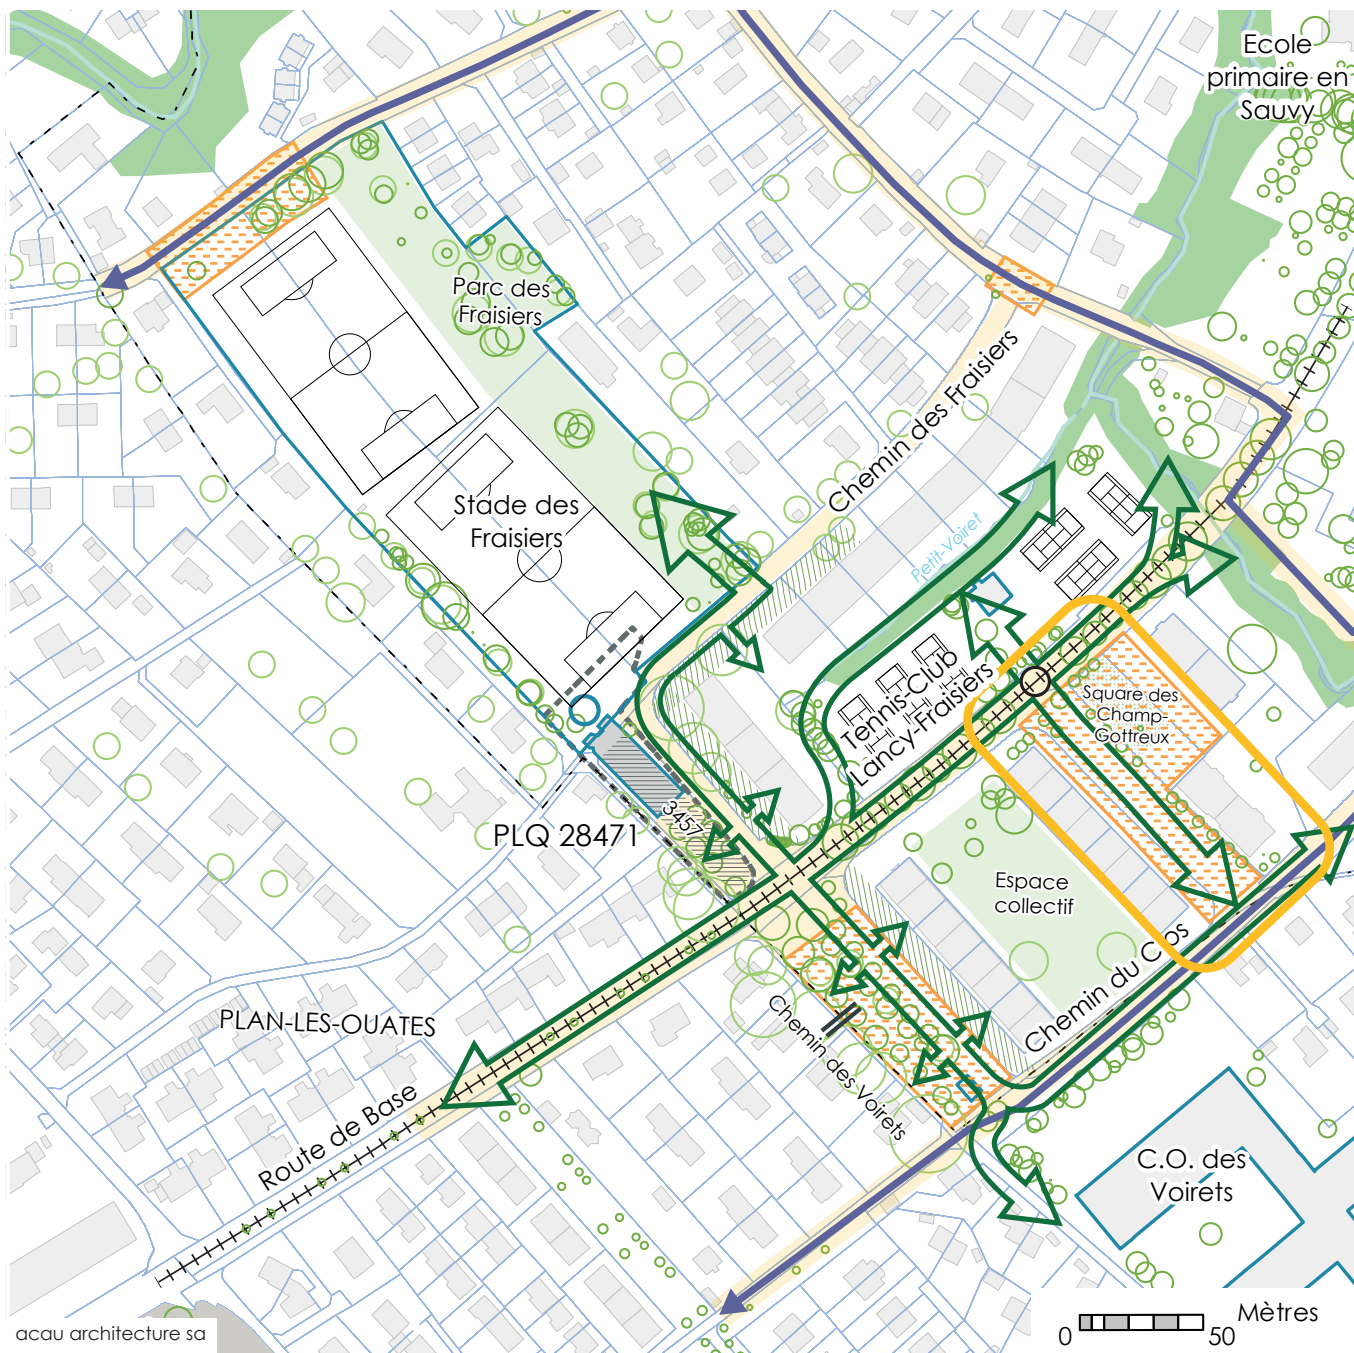 Ecole
primaire en
Sauvy
Parc des
Fraisiers
Chemin des Fraisiers
Stade des
Fraisiers
Petit-Voiret
Tennis-Club
Lancy-Fraisiers
Square des
Champ-
Gottreux
3457
PLQ 28471
Espace
collectif
Chemin du Clos
Chemin des Voirets
PLAN-LES-OUATES
Route de Base
C.O. des
Voirets
Mètres
0 50
acau architecture sa